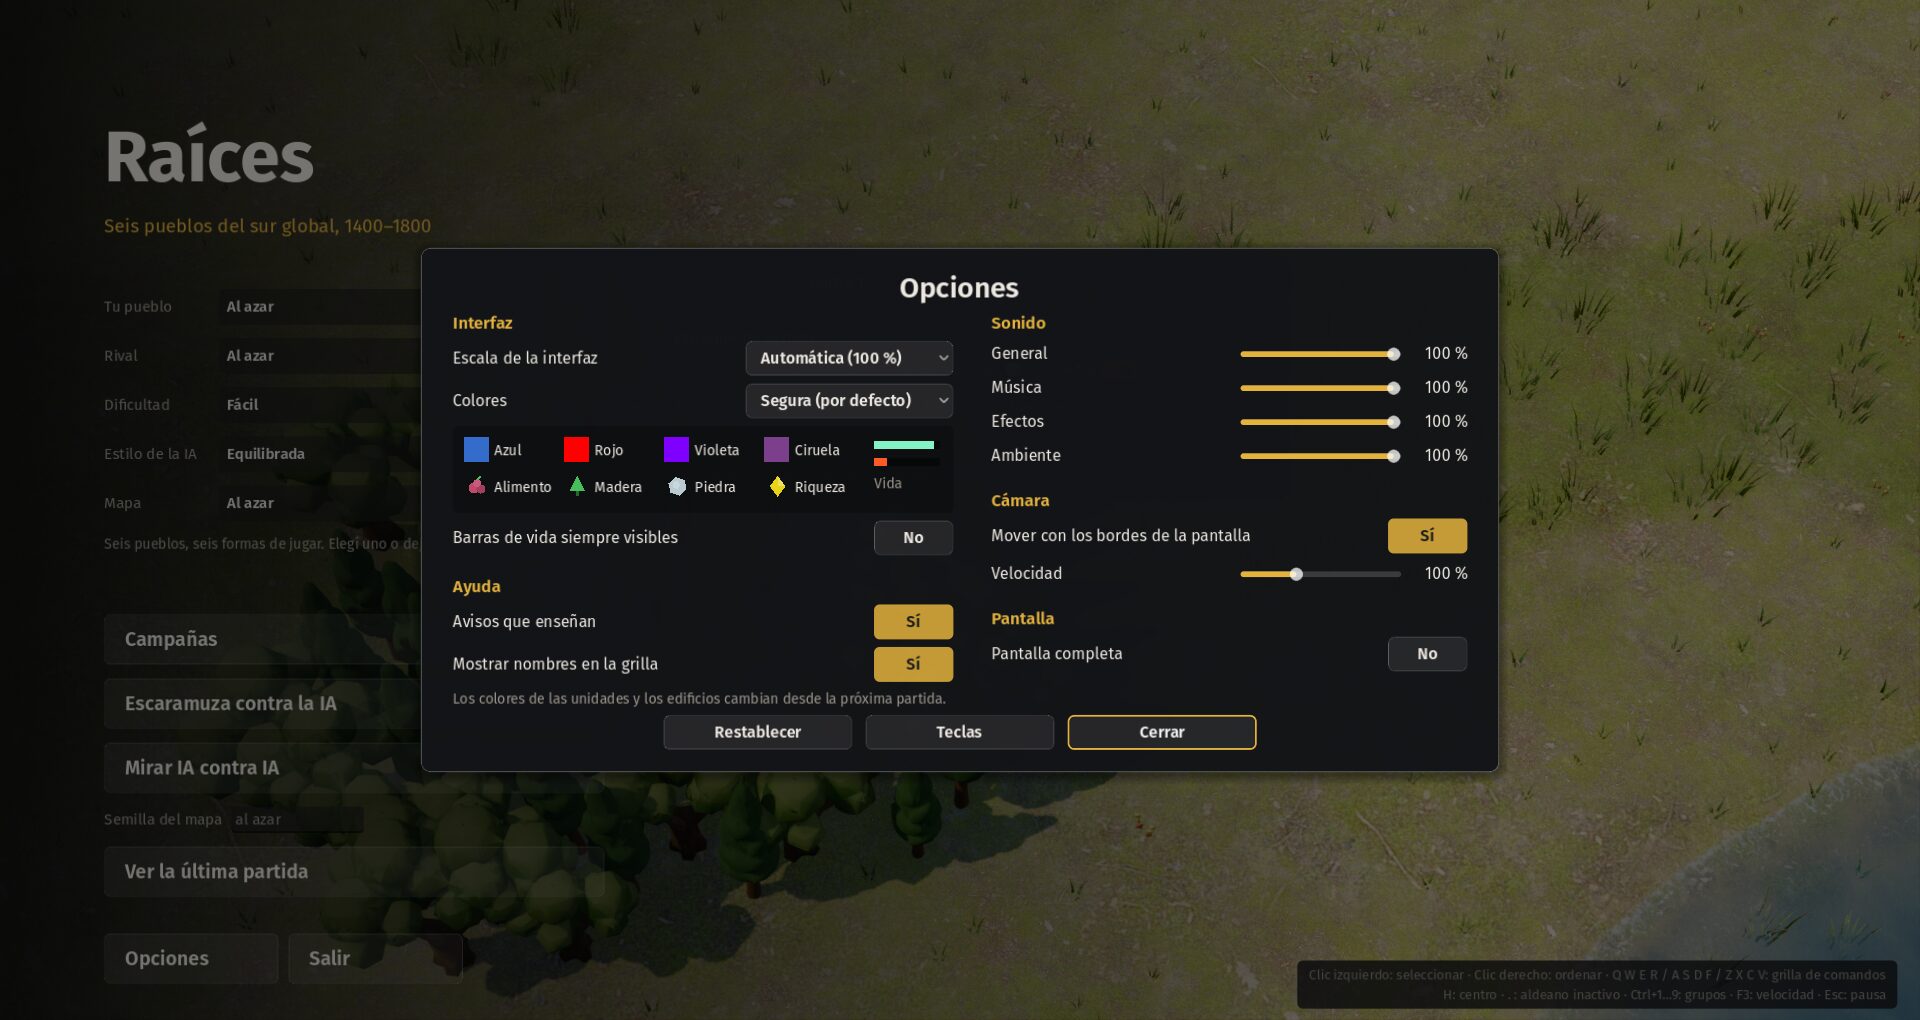 Raíces
Seis pueblos del sur global, 1400–1800
Tu pueblo Al azar
Rival Al azar
Dificultad Fácil
Estilo de la IA Equilibrada
Mapa Al azar
Seis pueblos, seis formas de jugar. Elegí uno o dej
Campañas
Escaramuza contra la IA
Mirar IA contra IA
Semilla del mapa al azar
Ver la última partida
Opciones Salir
Opciones
Interfaz
Escala de la interfaz Automática (100 %)
Colores Segura (por defecto)
Azul Rojo Violeta Ciruela
Alimento Madera Piedra Riqueza Vida
Barras de vida siempre visibles No
Ayuda
Avisos que enseñan Sí
Mostrar nombres en la grilla Sí
Los colores de las unidades y los edificios cambian desde la próxima partida.
Sonido
General 100 %
Música 100 %
Efectos 100 %
Ambiente 100 %
Cámara
Mover con los bordes de la pantalla Sí
Velocidad 100 %
Pantalla
Pantalla completa No
Restablecer Teclas Cerrar
Clic izquierdo: seleccionar · Clic derecho: ordenar · Q W E R / A S D F / Z X C V: grilla de comandos
H: centro · . : aldeano inactivo · Ctrl+1…9: grupos · F3: velocidad · Esc: pausa